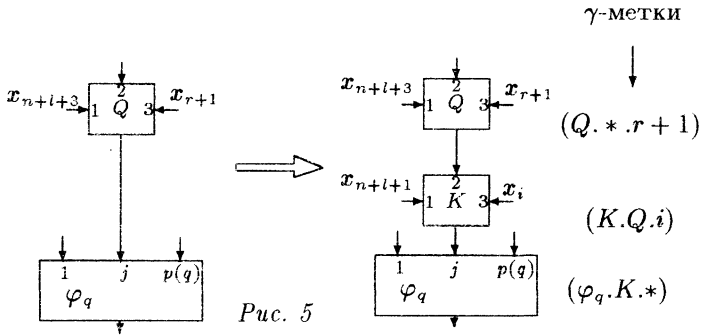 γ-метки
x_{n+l+3} 1 2 Q 3 x_{r+1}
x_{n+l+3} 1 2 Q 3 x_{r+1}
(Q. * .r + 1)
x_{n+l+1} 1 2 K 3 x_i
(K.Q.i)
1 j p(q)
φ_q
1 j p(q)
φ_q
(φ_q.K.*)
Рис. 5